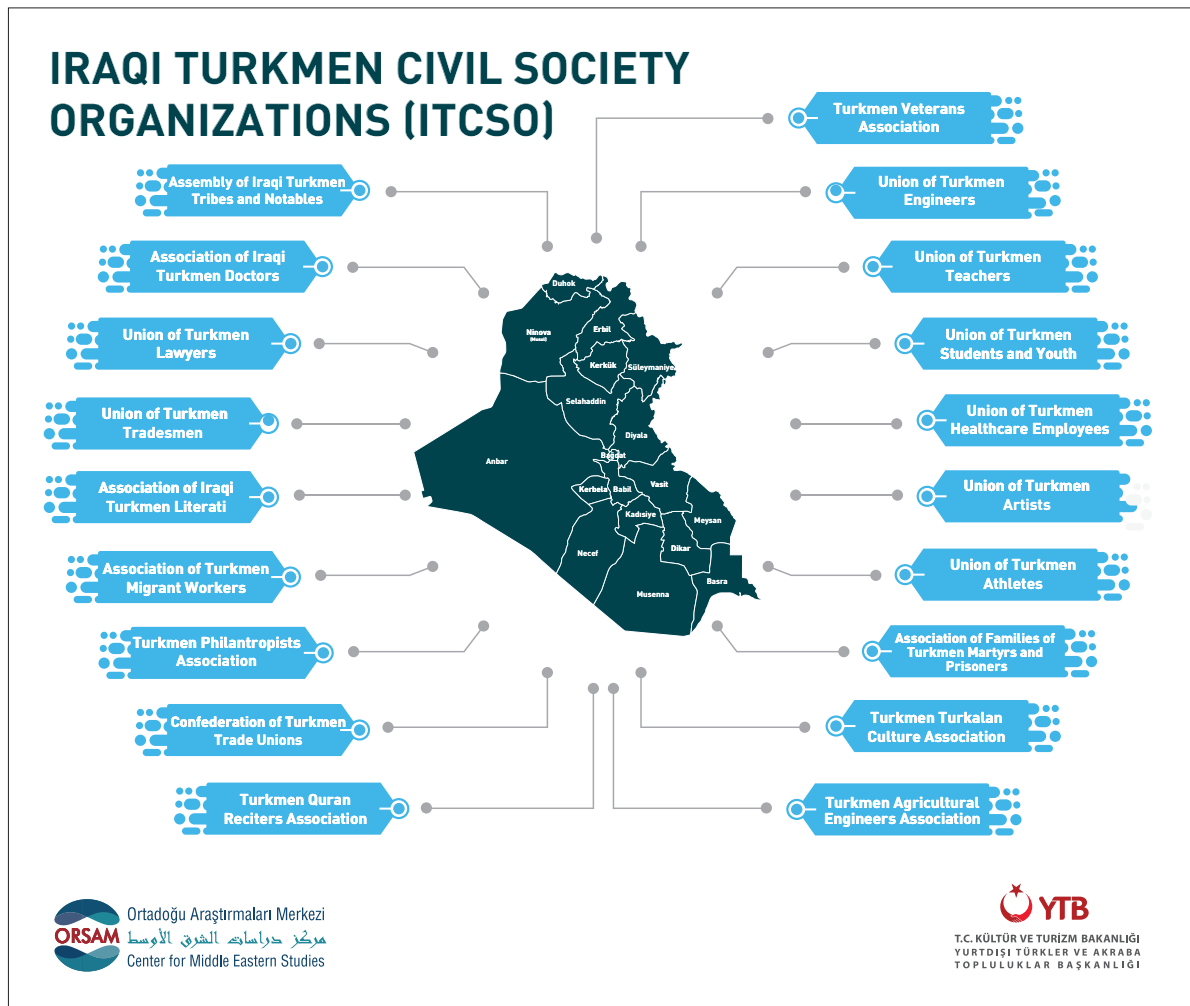 IRAQI TURKMEN CIVIL SOCIETY
ORGANIZATIONS (ITCSO)
Assembly of Iraqi Turkmen
Tribes and Notables
Association of Iraqi
Turkmen Doctors
Union of Turkmen
Lawyers
Union of Turkmen
Tradesmen
Association of Iraqi
Turkmen Literati
Association of Turkmen
Migrant Workers
Turkmen Philantropists
Association
Confederation of Turkmen
Trade Unions
Turkmen Quran
Reciters Association
Turkmen Veterans
Association
Union of Turkmen
Engineers
Union of Turkmen
Teachers
Union of Turkmen
Students and Youth
Union of Turkmen
Healthcare Employees
Union of Turkmen
Artists
Union of Turkmen
Athletes
Association of Families of
Turkmen Martyrs and
Prisoners
Turkmen Turkalan
Culture Association
Turkmen Agricultural
Engineers Association
Duhok
Ninova
(Musul)
Erbil
Kerkük
Süleymaniye
Selahaddin
Diyala
Bağdat
Anbar
Kerbela
Babil
Vasit
Kadisiye
Meysan
Necef
Dikar
Musenna
Basra
ORSAM
Ortadoğu Araştırmaları Merkezi
مركز دراسات الشرق الأوسط
Center for Middle Eastern Studies
YTB
T.C. KÜLTÜR VE TURİZM BAKANLIĞI
YURTDIŞI TÜRKLER VE AKRABA
TOPLULUKLAR BAŞKANLIĞI